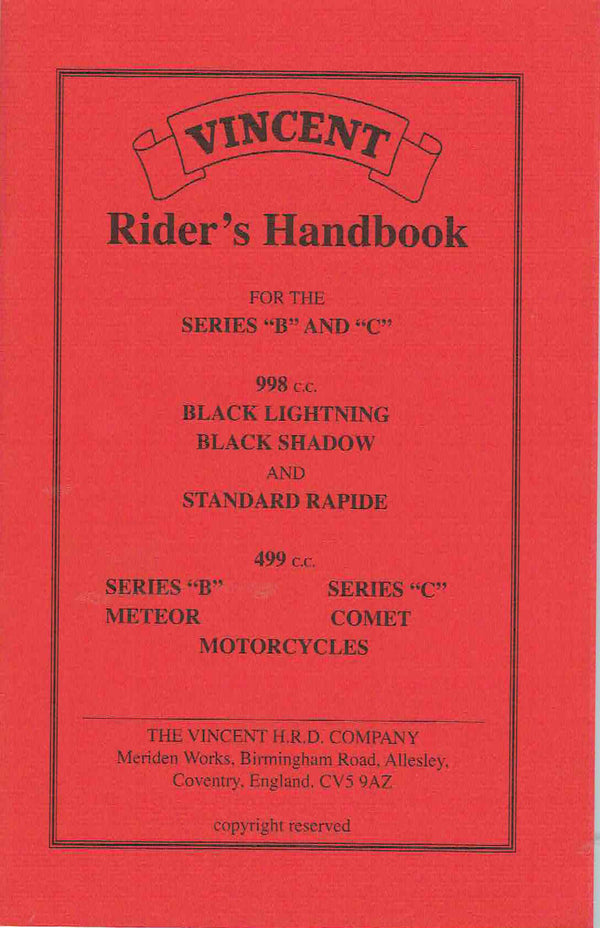 VINCENT
Rider's Handbook
FOR THE
SERIES “B” AND “C”
998 C.C.
BLACK LIGHTNING
BLACK SHADOW
AND
STANDARD RAPIDE
499 C.C.
SERIES “B” SERIES “C”
METEOR COMET
MOTORCYCLES
THE VINCENT H.R.D. COMPANY
Meriden Works, Birmingham Road, Allesley,
Coventry, England, CV5 9AZ
copyright reserved